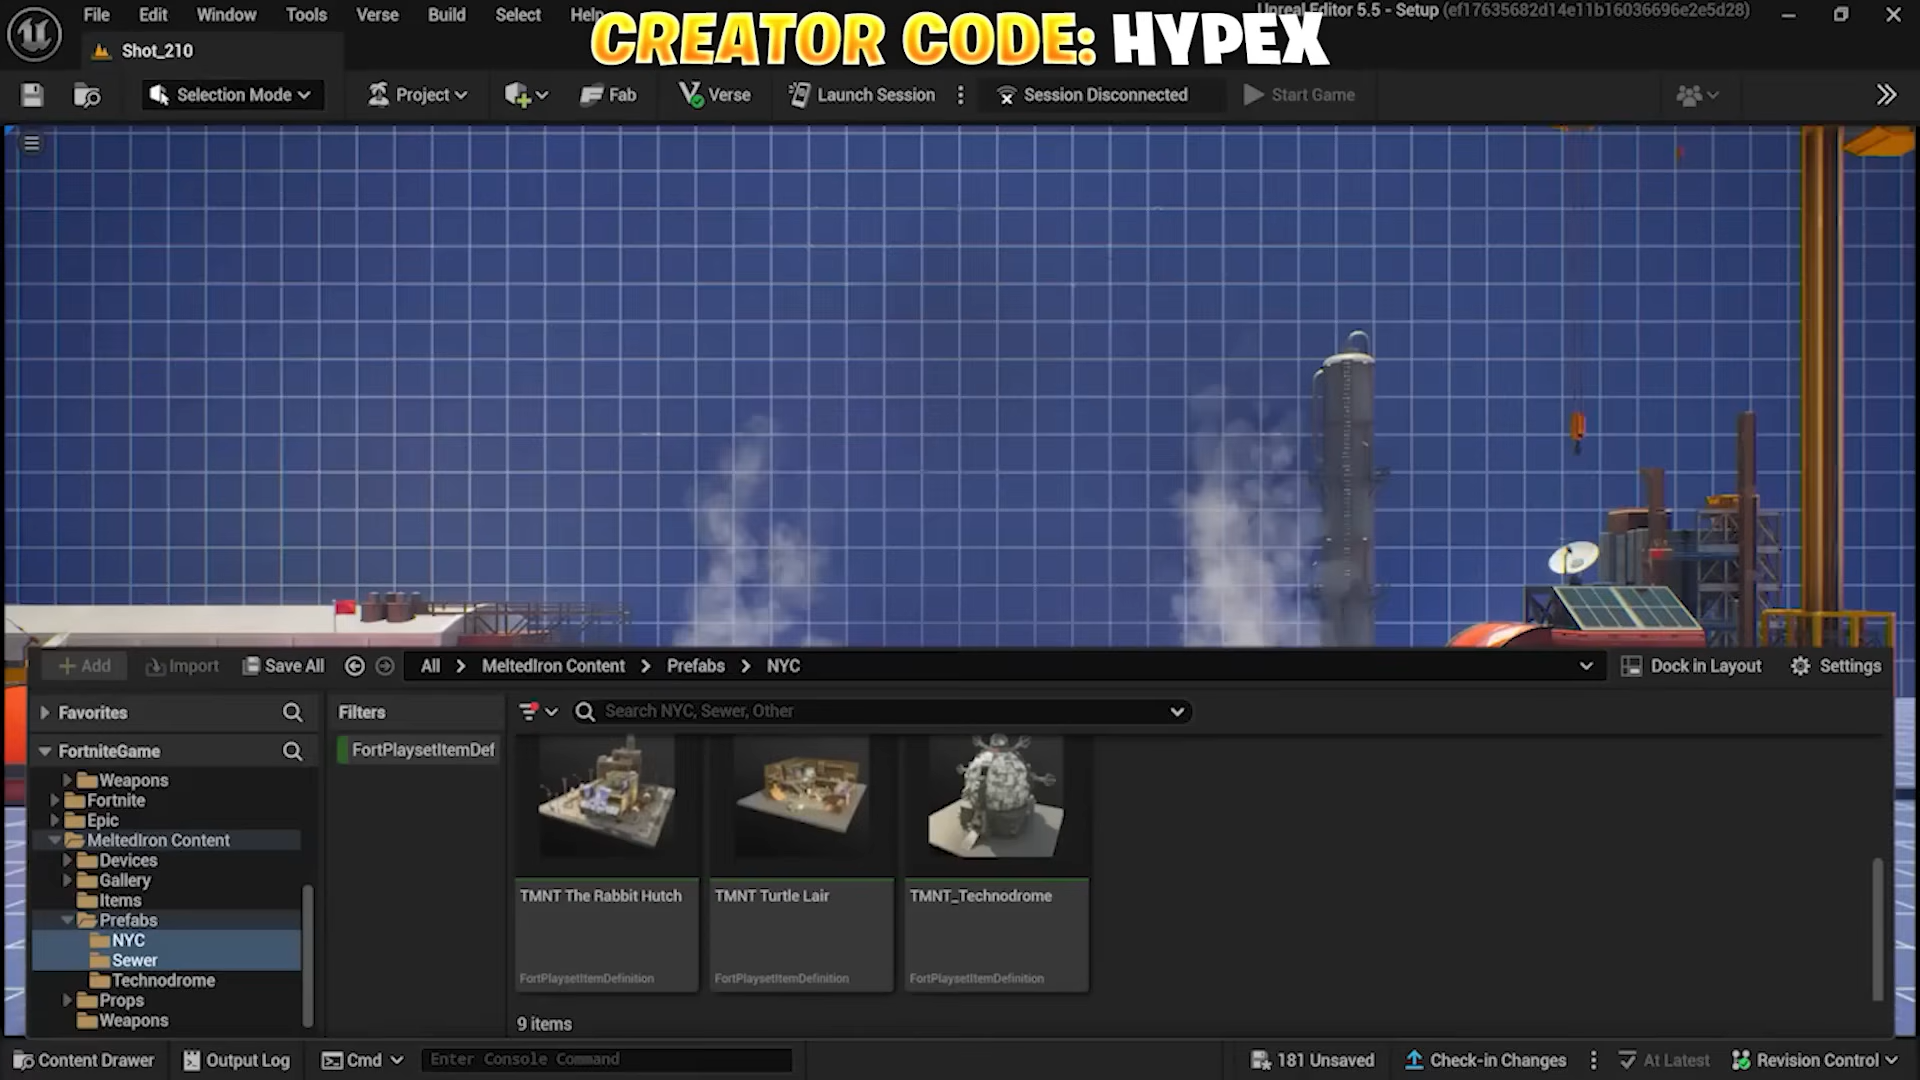 File Edit Window Tools Verse Build Select Help
Unreal Editor 5.5 - Setup (ef17635682d14e11b16036696e2e5d28)
CREATOR CODE: HYPEX
Shot_210
Selection Mode Project Fab Verse Launch Session Session Disconnected Start Game
Add Import Save All All > MeltedIron Content > Prefabs > NYC Dock in Layout Settings
Favorites
FortniteGame
Weapons
Fortnite
Epic
MeltedIron Content
Devices
Gallery
Items
Prefabs
NYC
Sewer
Technodrome
Props
Weapons
Filters
FortPlaysetItemDef
Search NYC, Sewer, Other
TMNT The Rabbit Hutch
FortPlaysetItemDefinition
TMNT Turtle Lair
FortPlaysetItemDefinition
TMNT_Technodrome
FortPlaysetItemDefinition
9 items
Content Drawer Output Log Cmd Enter Console Command 181 Unsaved Check-in Changes At Latest Revision Control